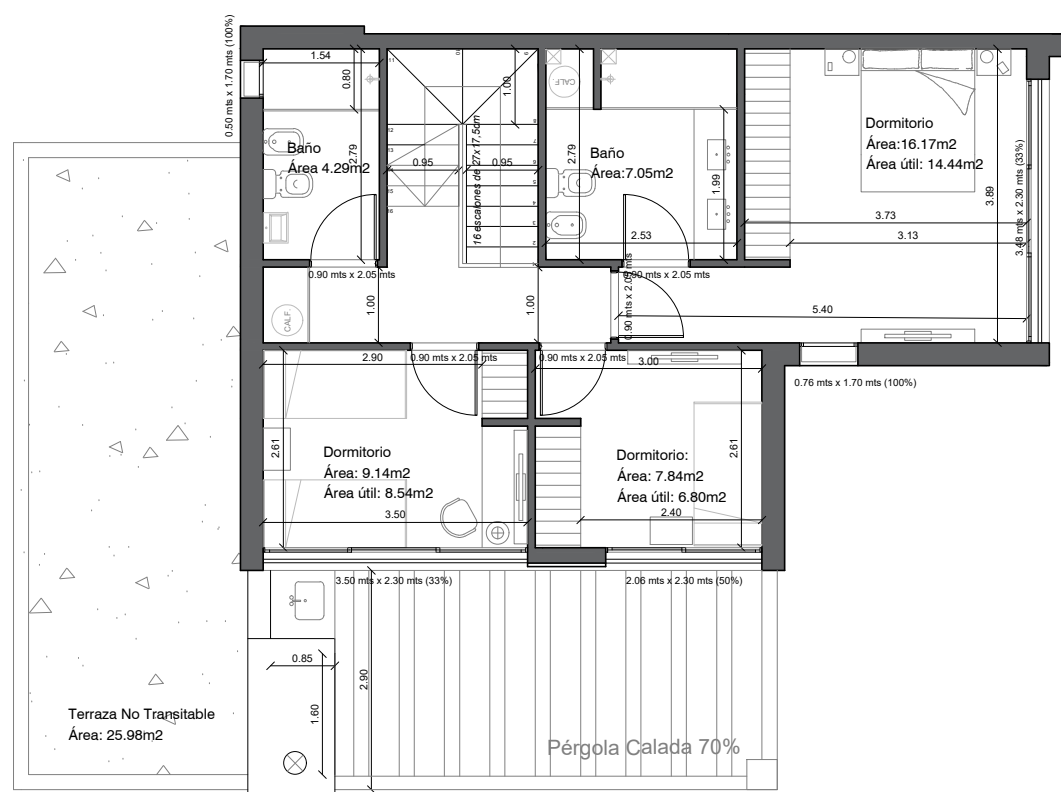 0.50 mts x 1.70 mts (100%)
1.54
0.80
2.79
Baño
Área 4.29m2
0.90 mts x 2.05 mts
1.00
0.95
0.95
16 escalones de 27x17,5cm
CALF.
2.79
Baño
Área:7.05m2
1.99
2.53
0.90 mts x 2.05 mts
0.90 mts x 2.05 mts
Dormitorio
Área:16.17m2
Área útil: 14.44m2
3.89
3.48 mts x 2.30 mts (33%)
3.73
3.13
5.40
0.76 mts x 1.70 mts (100%)
CALF.
1.00
1.00
2.90
0.90 mts x 2.05 mts
0.90 mts x 2.05 mts
3.00
2.61
Dormitorio
Área: 9.14m2
Área útil: 8.54m2
3.50
Dormitorio:
Área: 7.84m2
Área útil: 6.80m2
2.61
2.40
3.50 mts x 2.30 mts (33%)
2.06 mts x 2.30 mts (50%)
0.85
2.90
1.60
Terraza No Transitable
Área: 25.98m2
Pérgola Calada 70%